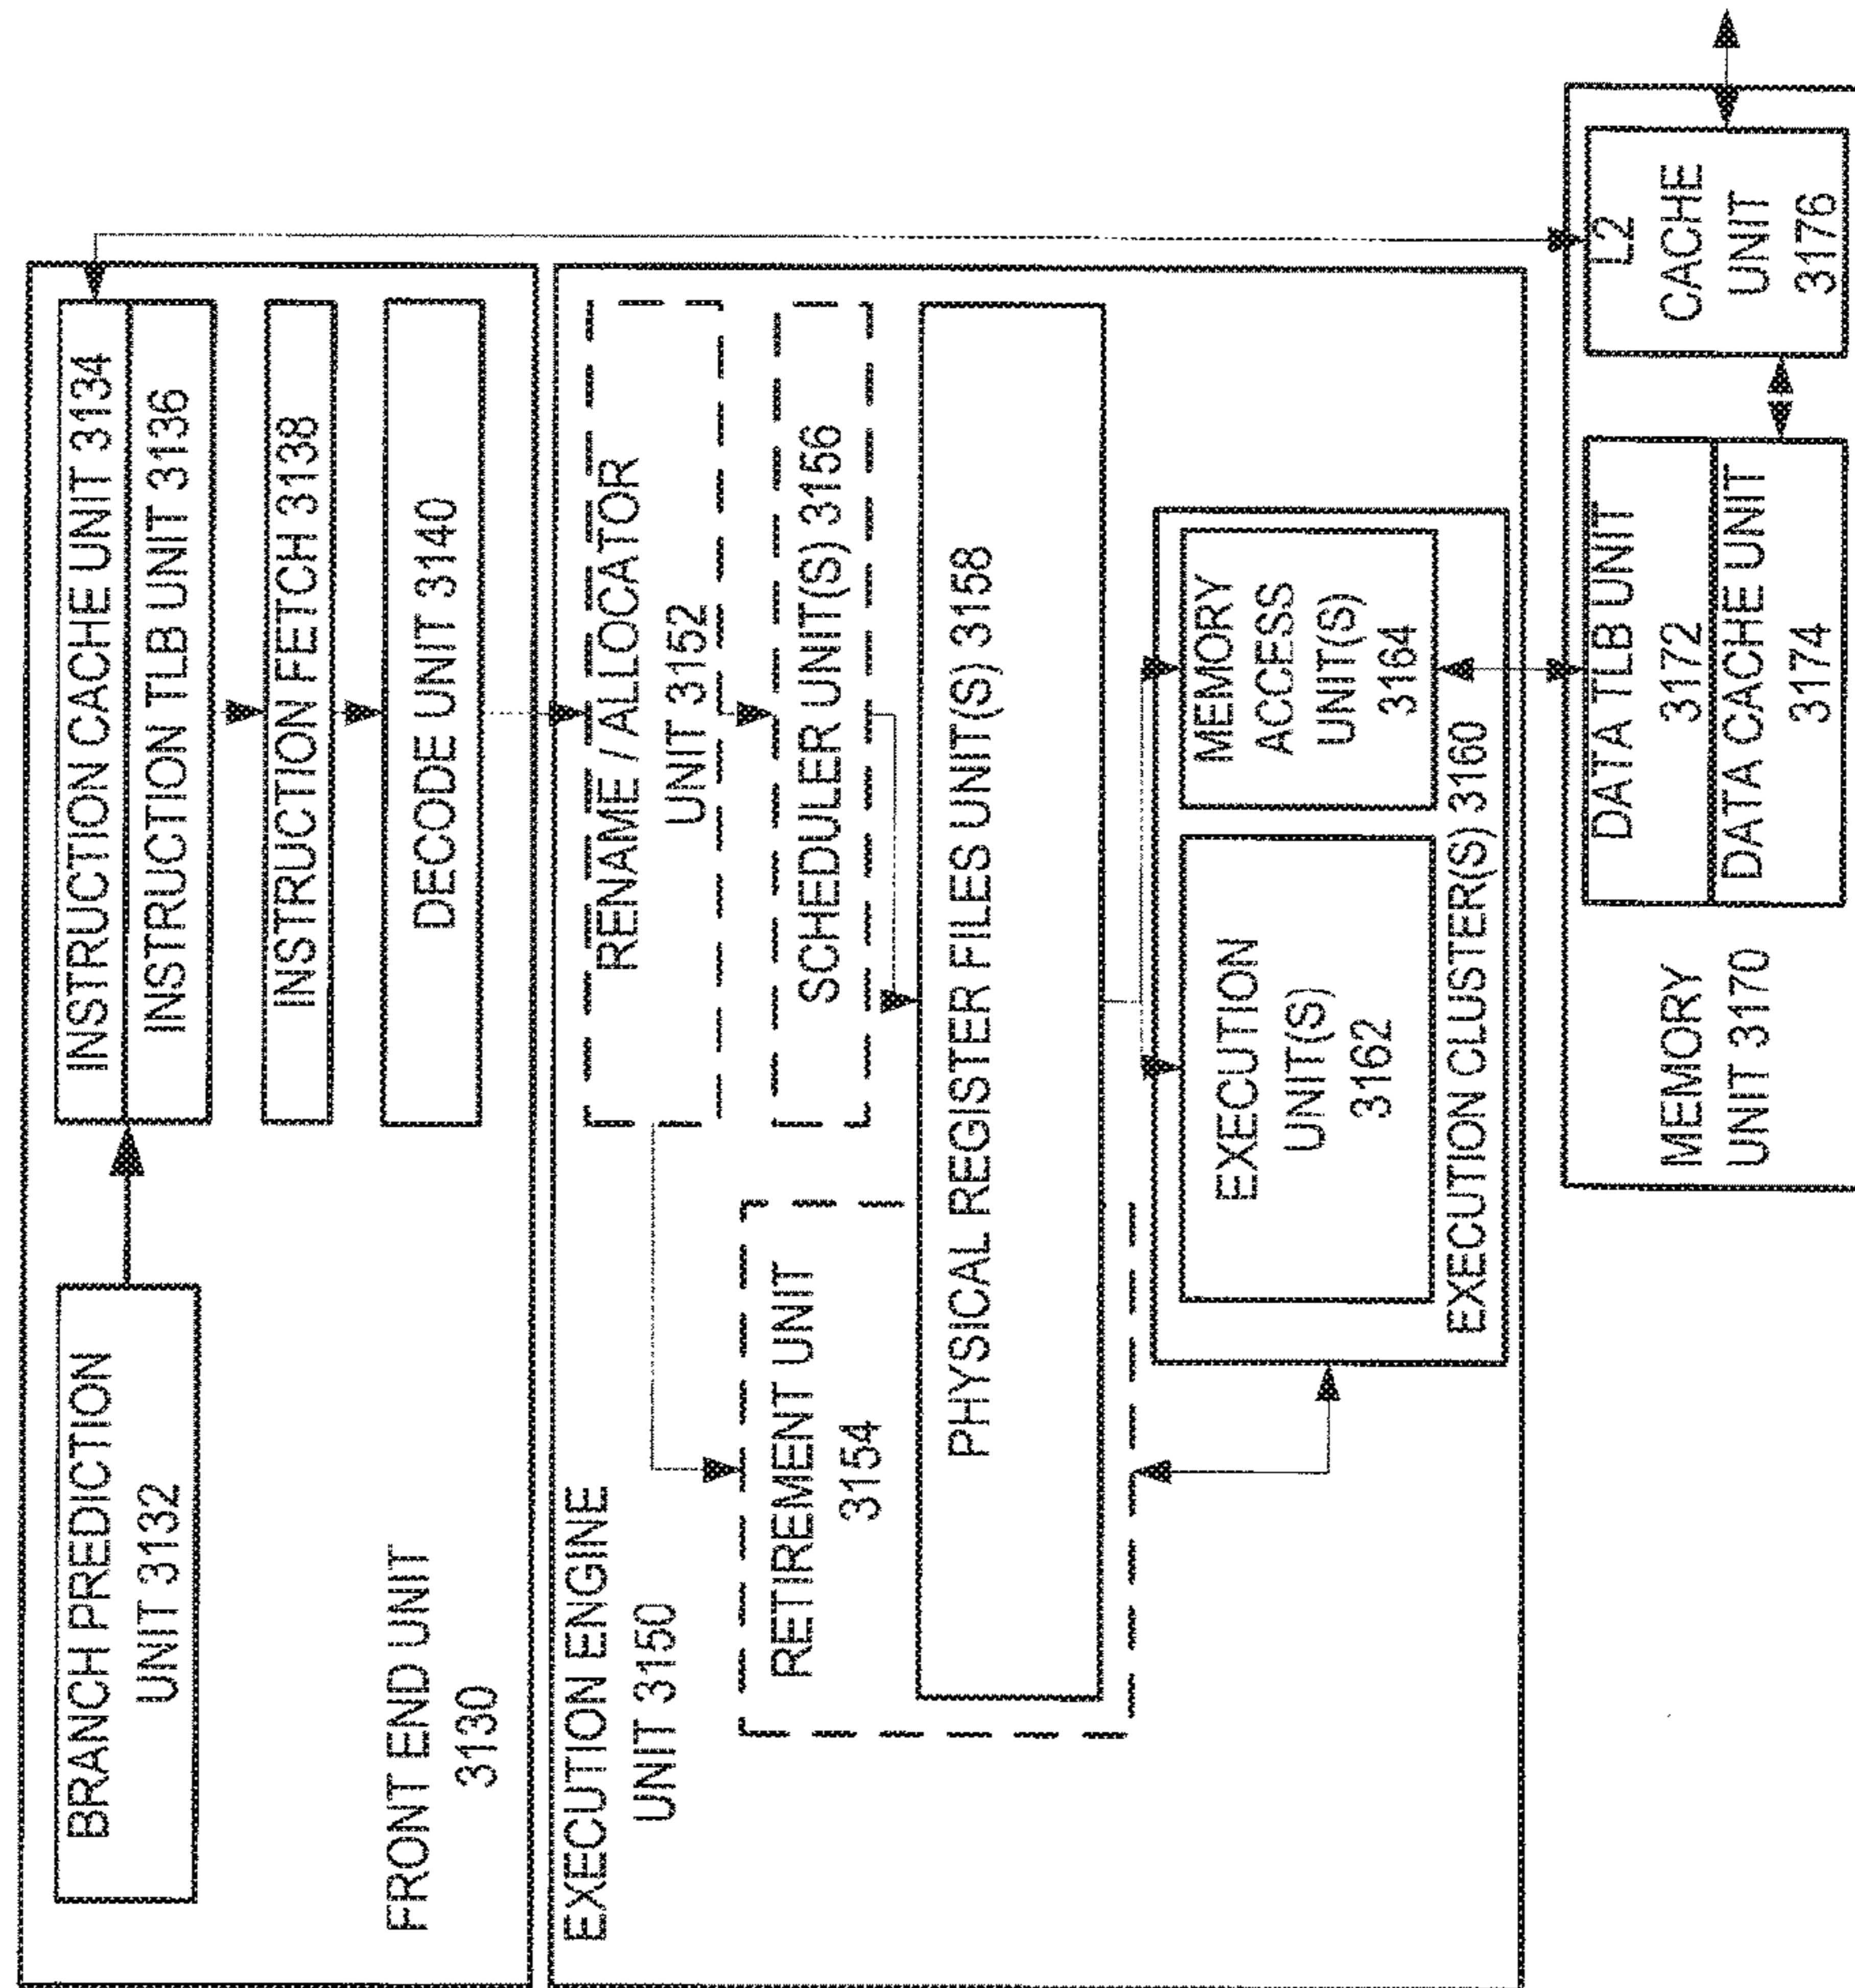 BRANCH PREDICTION
UNIT 3132
INSTRUCTION CACHE UNIT 3134
INSTRUCTION TLB UNIT 3136
INSTRUCTION FETCH 3138
DECODE UNIT 3140
FRONT END UNIT
3130
EXECUTION ENGINE
UNIT 3150
RENAME / ALLOCATOR
UNIT 3152
RETIREMENT UNIT
3154
SCHEDULER UNIT(S) 3156
PHYSICAL REGISTER FILES UNIT(S) 3158
EXECUTION
UNIT(S)
3162
MEMORY
ACCESS
UNIT(S)
3164
EXECUTION CLUSTER(S) 3160
MEMORY
UNIT 3170
DATA TLB UNIT
3172
DATA CACHE UNIT
3174
L2
CACHE
UNIT
3176